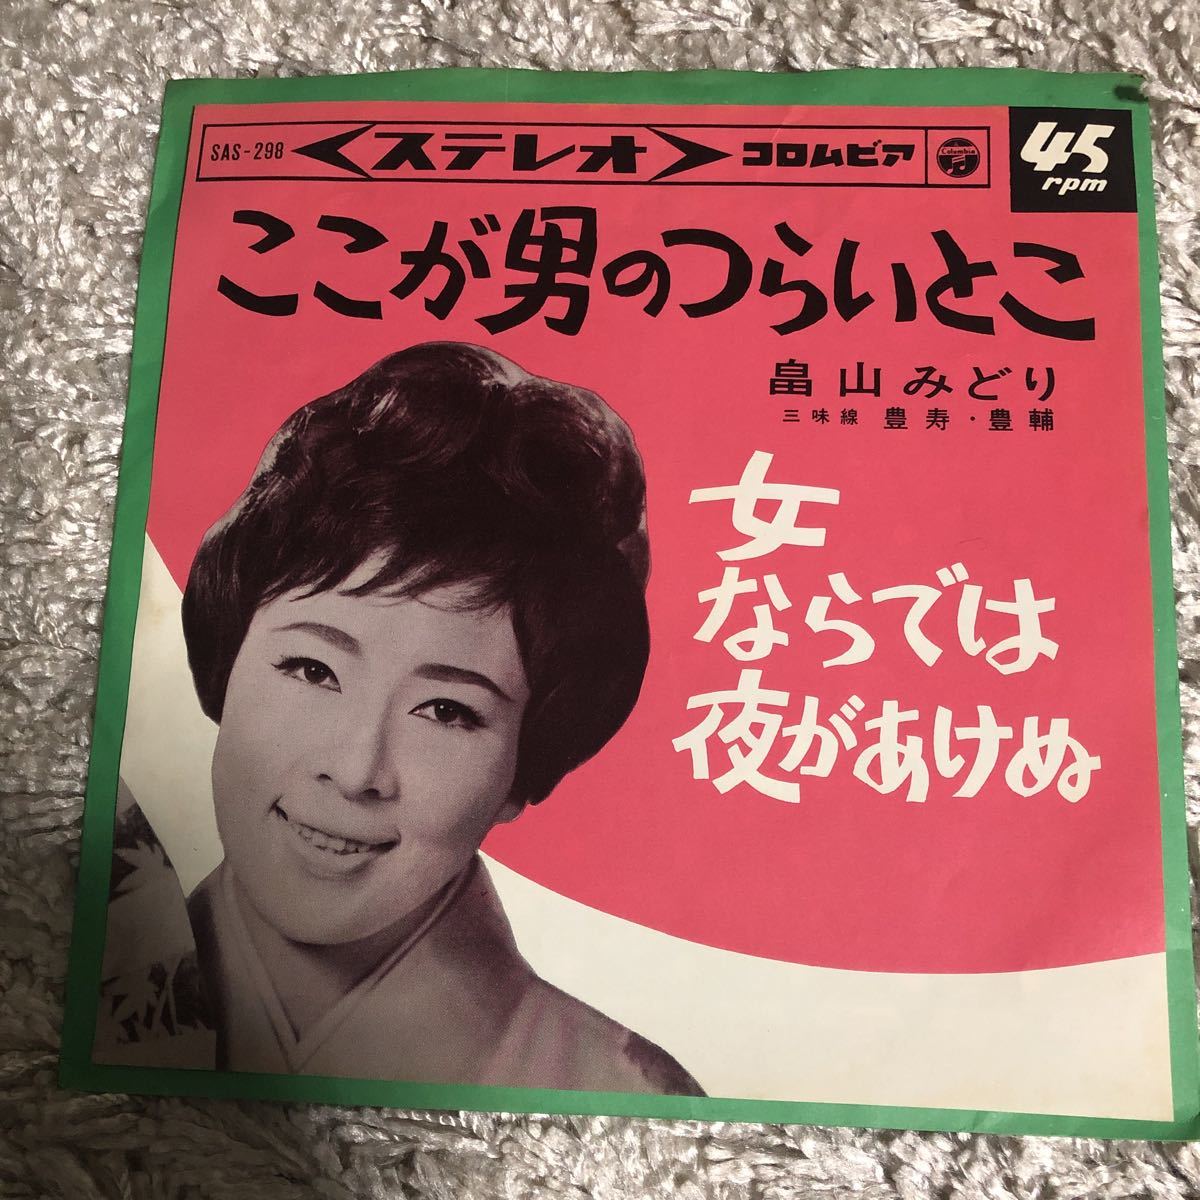 SAS-298 ステレオ コロムビア Columbia
45
rpm
ここが男のつらいとこ
畠山みどり
三味線 豊寿・豊輔
女
ならでは
夜があけぬ